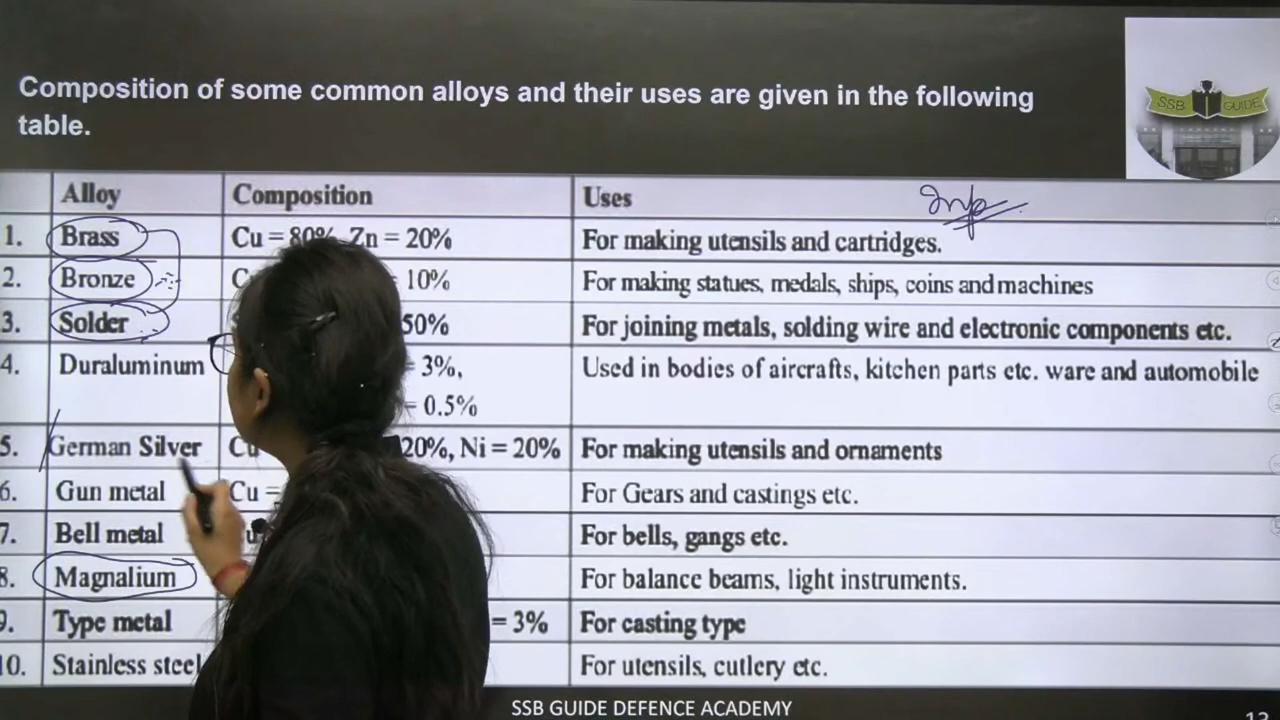 Composition of some common alloys and their uses are given in the following
table.
SSB GUIDE
Alloy Composition Uses
Imp
1. Brass Cu = 80% Zn = 20% For making utensils and cartridges.
2. Bronze 10% For making statues, medals, ships, coins and machines
3. Solder 50% For joining metals, solding wire and electronic components etc.
4. Duraluminum = 3%, Used in bodies of aircrafts, kitchen parts etc. ware and automobile
= 0.5%
5. German Silver Cu 20%, Ni = 20% For making utensils and ornaments
6. Gun metal Cu = For Gears and castings etc.
7. Bell metal For bells, gangs etc.
8. Magnalium For balance beams, light instruments.
9. Type metal = 3% For casting type
10. Stainless steel For utensils, cutlery etc.
SSB GUIDE DEFENCE ACADEMY